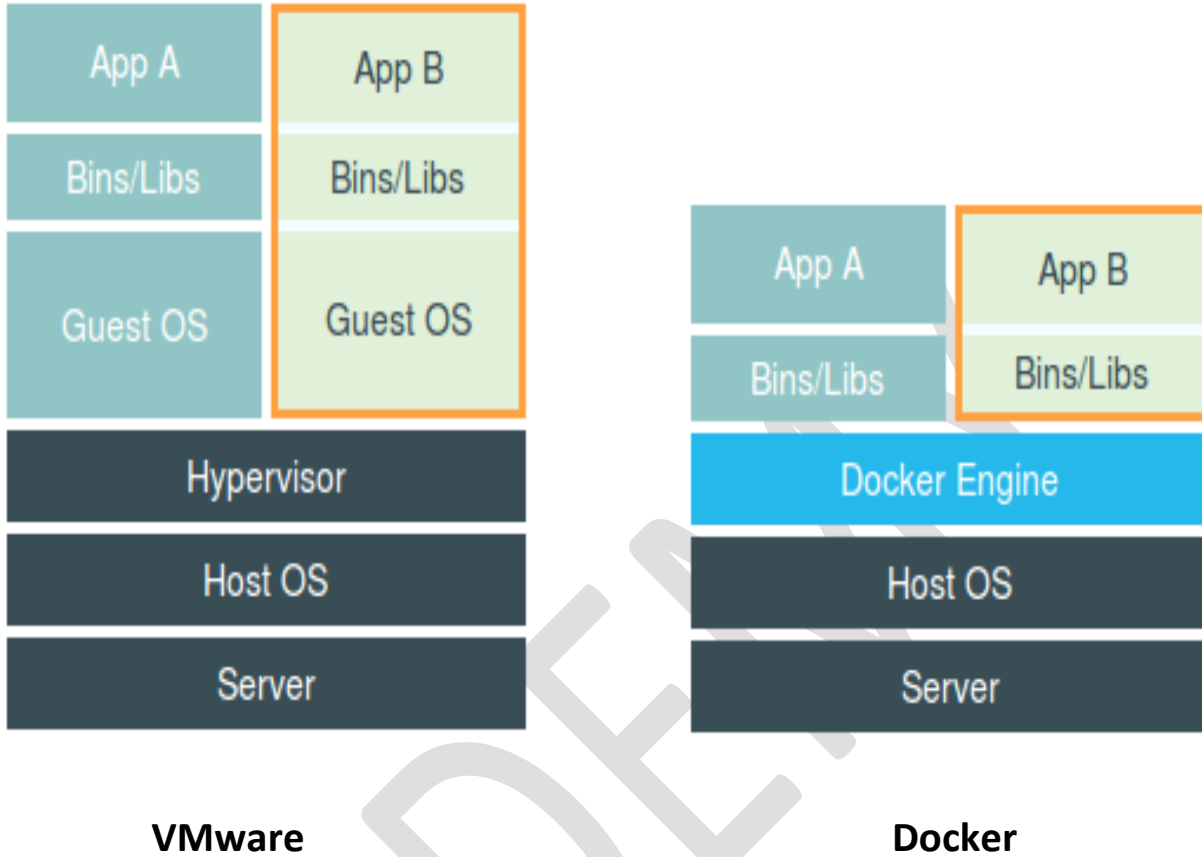 App A
App B
Bins/Libs
Bins/Libs
Guest OS
Guest OS
Hypervisor
Host OS
Server
VMware
App A
App B
Bins/Libs
Bins/Libs
Docker Engine
Host OS
Server
Docker